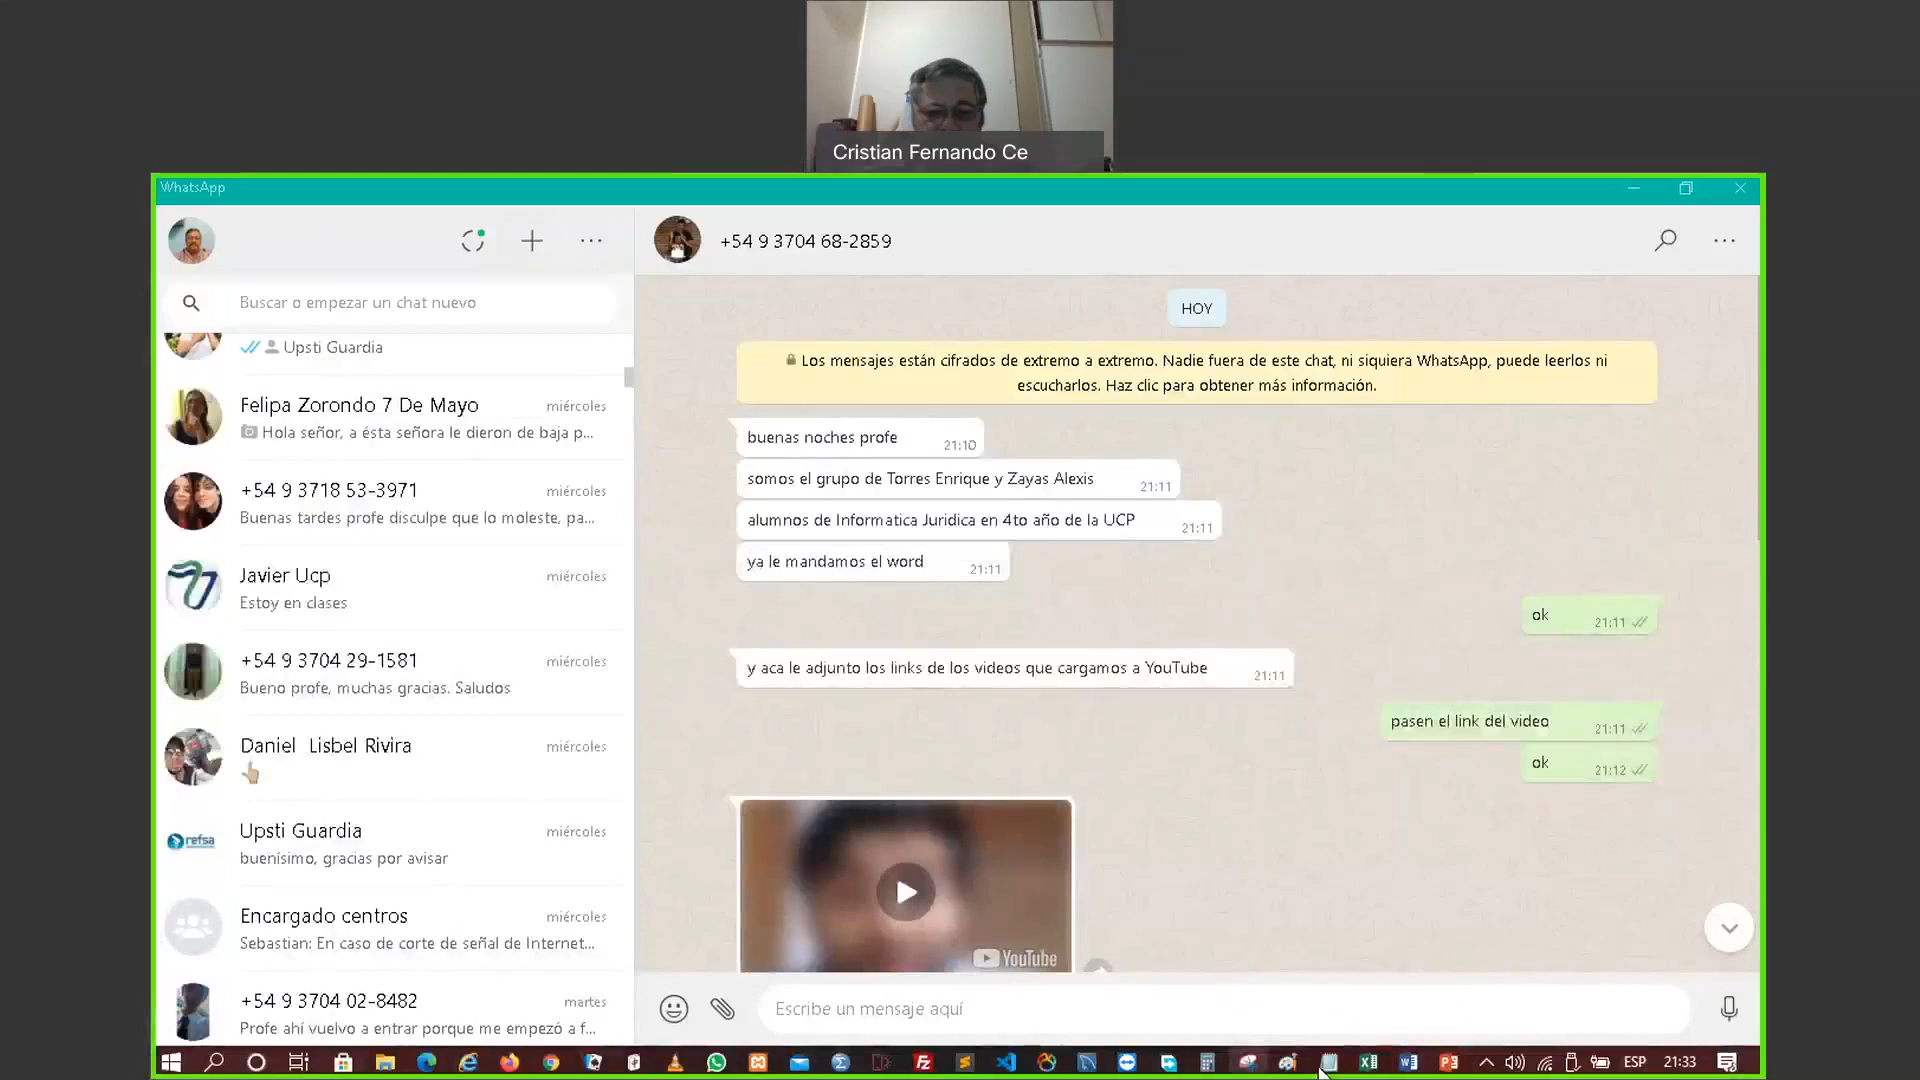 Cristian Fernando Ce
WhatsApp
+54 9 3704 68-2859
Buscar o empezar un chat nuevo
HOY
Upsti Guardia
Los mensajes están cifrados de extremo a extremo. Nadie fuera de este chat, ni siquiera WhatsApp, puede leerlos ni
escucharlos. Haz clic para obtener más información.
Felipa Zorondo 7 De Mayo miércoles
Hola señor, a ésta señora le dieron de baja p...
+54 9 3718 53-3971 miércoles
Buenas tardes profe disculpe que lo moleste, pa...
Javier Ucp miércoles
Estoy en clases
+54 9 3704 29-1581 miércoles
Bueno profe, muchas gracias. Saludos
Daniel Lisbel Rivira miércoles
refsa
Upsti Guardia miércoles
buenísimo, gracias por avisar
Encargado centros miércoles
Sebastian: En caso de corte de señal de Internet...
+54 9 3704 02-8482 martes
Profe ahí vuelvo a entrar porque me empezó a f...
buenas noches profe 21:10
somos el grupo de Torres Enrique y Zayas Alexis 21:11
alumnos de Informatica Juridica en 4to año de la UCP 21:11
ya le mandamos el word 21:11
ok 21:11
y aca le adjunto los links de los videos que cargamos a YouTube 21:11
pasen el link del video 21:11
ok 21:12
YouTube
Escribe un mensaje aquí
ESP 21:33